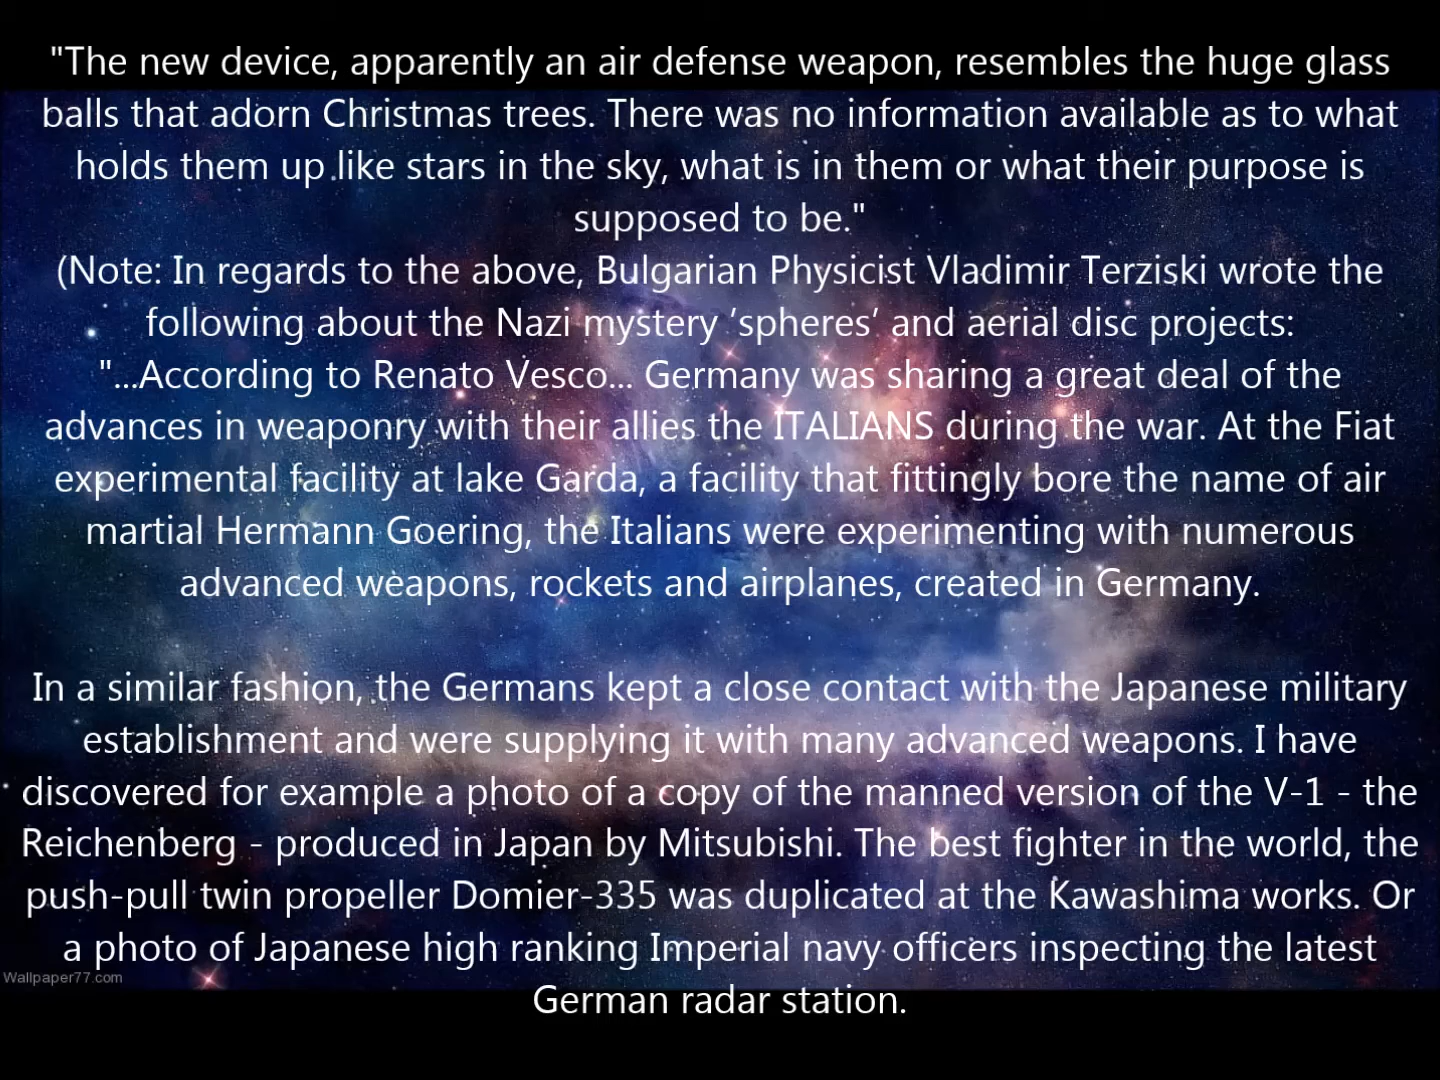 "The new device, apparently an air defense weapon, resembles the huge glass
balls that adorn Christmas trees. There was no information available as to what
holds them up like stars in the sky, what is in them or what their purpose is
supposed to be."
(Note: In regards to the above, Bulgarian Physicist Vladimir Terziski wrote the
following about the Nazi mystery ‘spheres’ and aerial disc projects:
"...According to Renato Vesco... Germany was sharing a great deal of the
advances in weaponry with their allies the ITALIANS during the war. At the Fiat
experimental facility at lake Garda, a facility that fittingly bore the name of air
martial Hermann Goering, the Italians were experimenting with numerous
advanced weapons, rockets and airplanes, created in Germany.
In a similar fashion, the Germans kept a close contact with the Japanese military
establishment and were supplying it with many advanced weapons. I have
discovered for example a photo of a copy of the manned version of the V-1 - the
Reichenberg - produced in Japan by Mitsubishi. The best fighter in the world, the
push-pull twin propeller Domier-335 was duplicated at the Kawashima works. Or
a photo of Japanese high ranking Imperial navy officers inspecting the latest
German radar station.
Wallpaper77.com